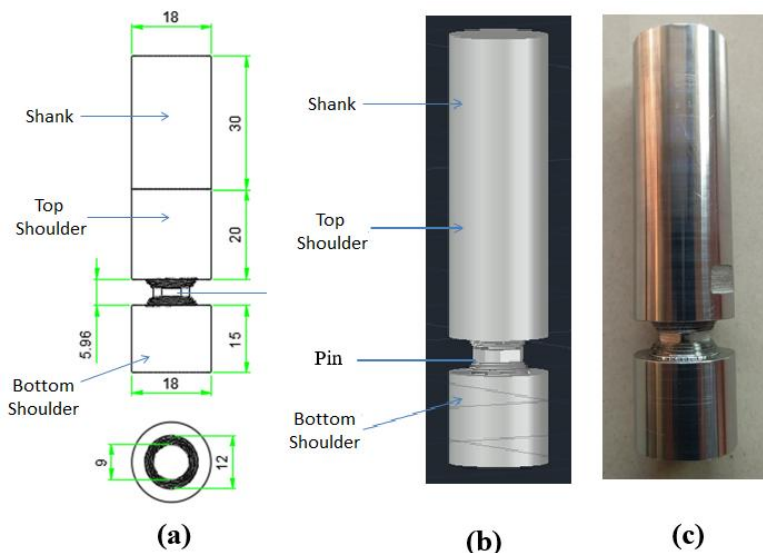 18
Shank
30
Top
Shoulder
20
5.96
15
Bottom
Shoulder
18
9
12
(a)
Shank
Top
Shoulder
Pin
Bottom
Shoulder
(b)
(c)